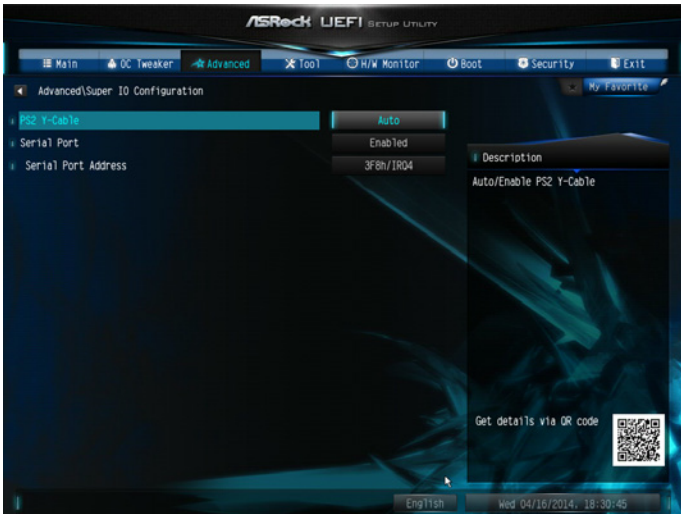 ASRock UEFI SETUP UTILITY
Main OC Tweaker Advanced Tool H/W Monitor Boot Security Exit
Advanced\Super IO Configuration
My Favorite
PS2 Y-Cable Auto
Serial Port Enabled
Serial Port Address 3F8h/IRQ4
Description
Auto/Enable PS2 Y-Cable
Get details via QR code
English
Wed 04/16/2014, 18:30:45